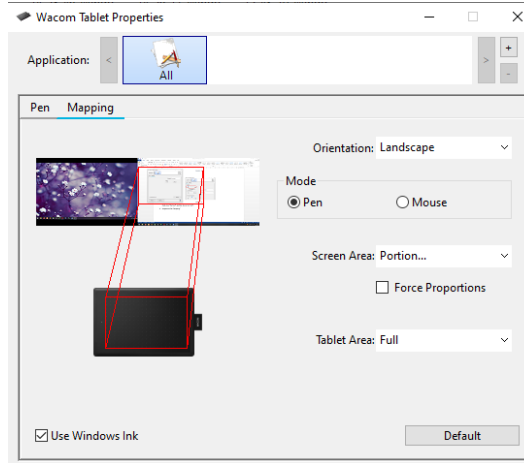 Wacom Tablet Properties
Application:
<
All
>
+
-
Pen Mapping
Orientation: Landscape
Mode
Pen Mouse
Screen Area: Portion...
Force Proportions
Tablet Area: Full
Use Windows Ink
Default